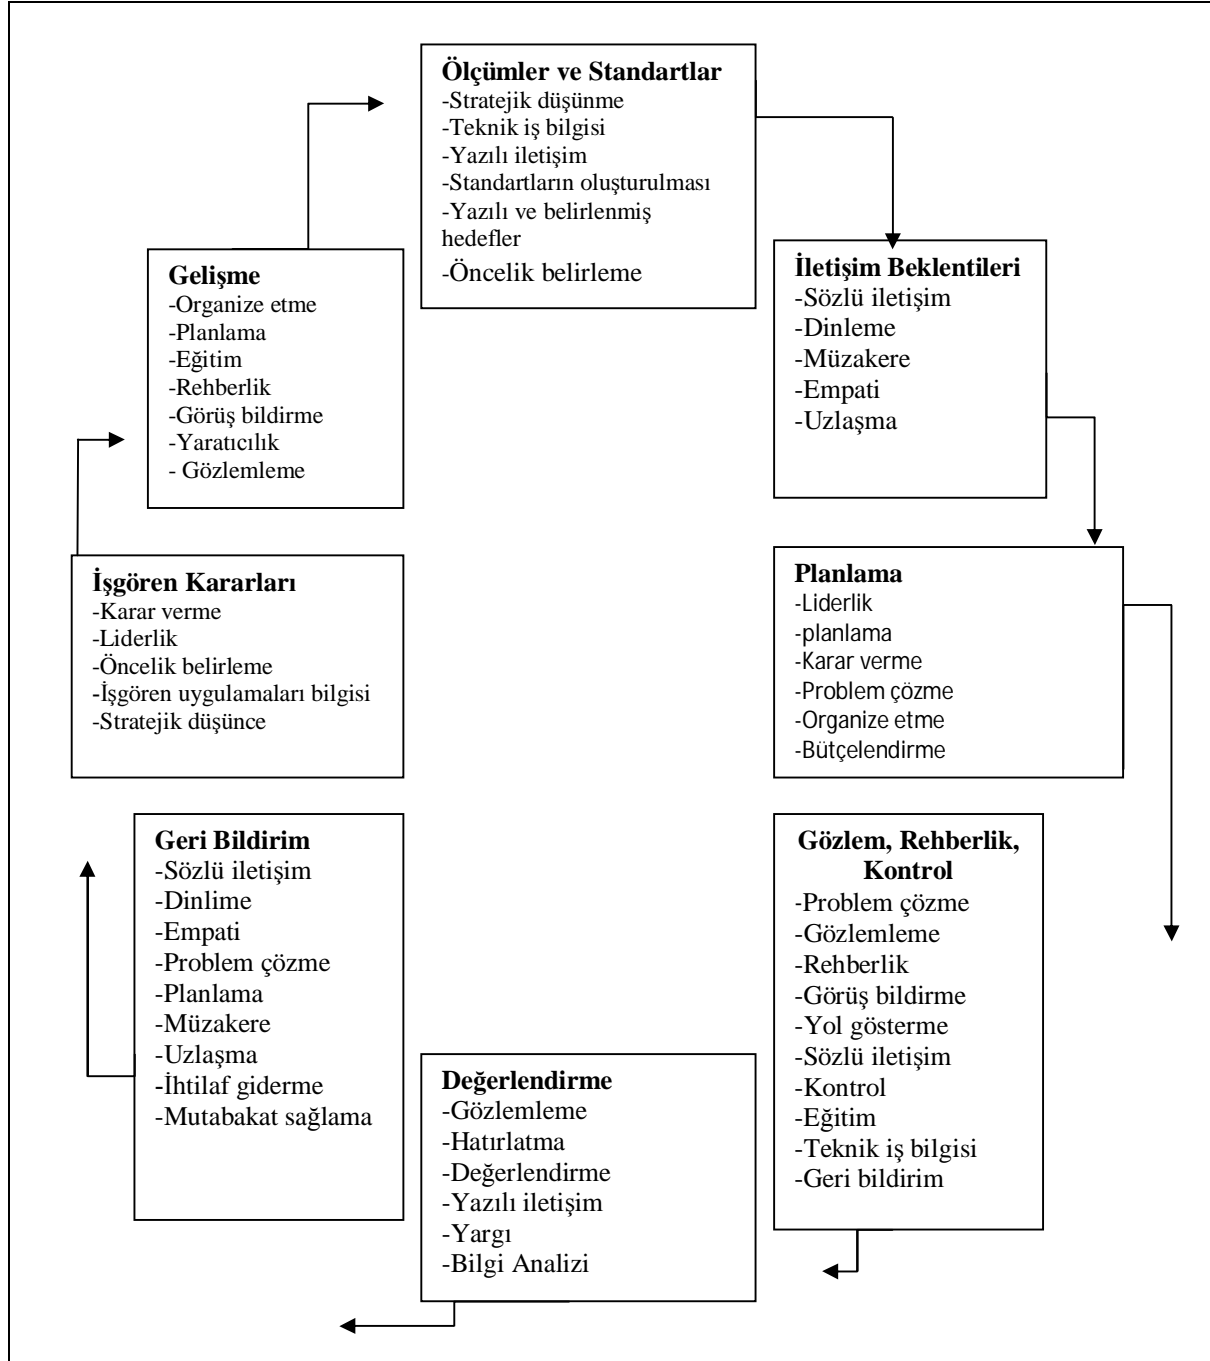 Ölçümler ve Standartlar
-Stratejik düşünme
-Teknik iş bilgisi
-Yazılı iletişim
-Standartların oluşturulması
-Yazılı ve belirlenmiş
hedefler
-Öncelik belirleme
İletişim Beklentileri
-Sözlü iletişim
-Dinleme
-Müzakere
-Empati
-Uzlaşma
Planlama
-Liderlik
-planlama
-Karar verme
-Problem çözme
-Organize etme
-Bütçelendirme
Gözlem, Rehberlik,
Kontrol
-Problem çözme
-Gözlemleme
-Rehberlik
-Görüş bildirme
-Yol gösterme
-Sözlü iletişim
-Kontrol
-Eğitim
-Teknik iş bilgisi
-Geri bildirim
Değerlendirme
-Gözlemleme
-Hatırlatma
-Değerlendirme
-Yazılı iletişim
-Yargı
-Bilgi Analizi
Geri Bildirim
-Sözlü iletişim
-Dinlime
-Empati
-Problem çözme
-Planlama
-Müzakere
-Uzlaşma
-İhtilaf giderme
-Mutabakat sağlama
İşgören Kararları
-Karar verme
-Liderlik
-Öncelik belirleme
-İşgören uygulamaları bilgisi
-Stratejik düşünce
Gelişme
-Organize etme
-Planlama
-Eğitim
-Rehberlik
-Görüş bildirme
-Yaratıcılık
- Gözlemleme